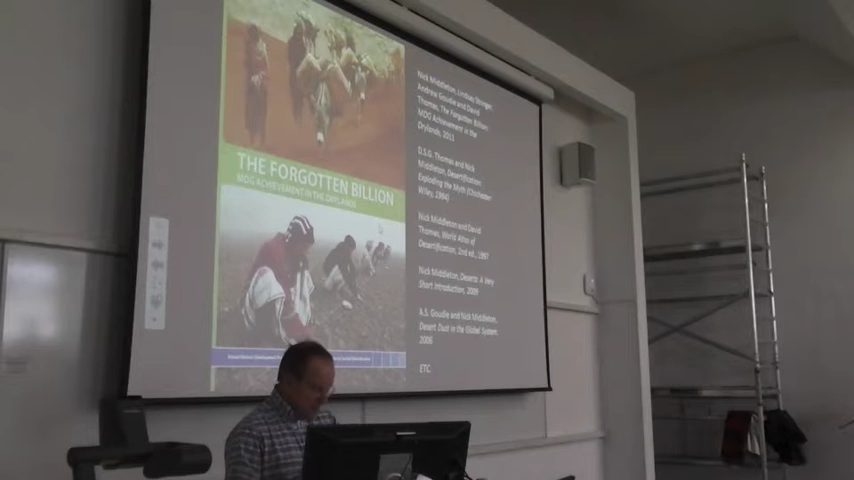 THE FORGOTTEN BILLION
MDG ACHIEVEMENT IN THE DRYLANDS
Nick Middleton, Lindsay Stringer,
Andrew Goudie and David
Thomas, The Forgotten Billion:
MDG Achievement in the
Drylands, 2011
D.S.G. Thomas and Nick
Middleton, Desertification:
Exploding the Myth (Chichester:
Wiley, 1994)
Nick Middleton and David
Thomas, World Atlas of
Desertification, 2nd ed., 1997
Nick Middleton, Deserts: A Very
Short Introduction, 2009
A.S. Goudie and Nick Middleton,
Desert Dust in the Global System,
2006
ETC